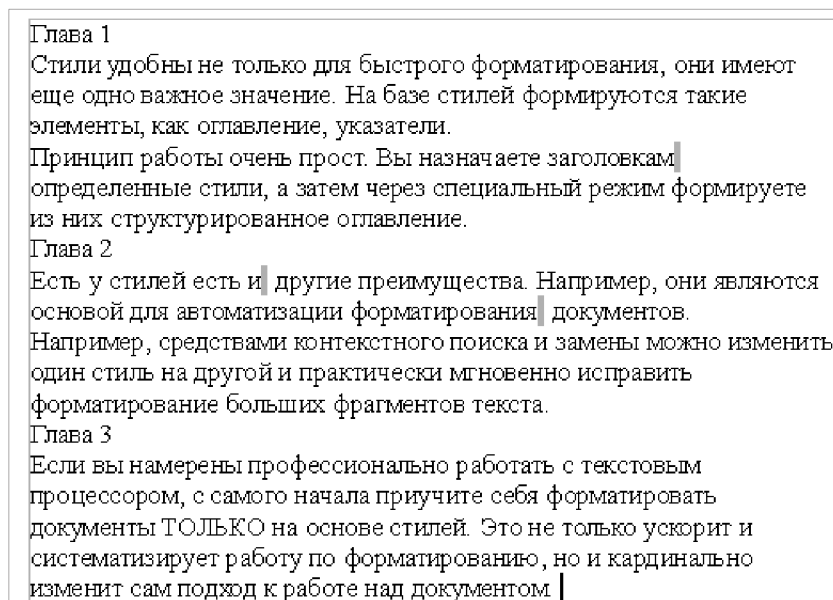 Глава 1
Стили удобны не только для быстрого форматирования, они имеют
еще одно важное значение. На базе стилей формируются такие
элементы, как оглавление, указатели.
Принцип работы очень прост. Вы назначаете заголовкам
определенные стили, а затем через специальный режим формируете
из них структурированное оглавление.
Глава 2
Есть у стилей есть и другие преимущества. Например, они являются
основой для автоматизации форматирования документов.
Например, средствами контекстного поиска и замены можно изменить
один стиль на другой и практически мгновенно исправить
форматирование больших фрагментов текста.
Глава 3
Если вы намерены профессионально работать с текстовым
процессором, с самого начала приучите себя форматировать
документы ТОЛЬКО на основе стилей. Это не только ускорит и
систематизирует работу по форматированию, но и кардинально
изменит сам подход к работе над документом